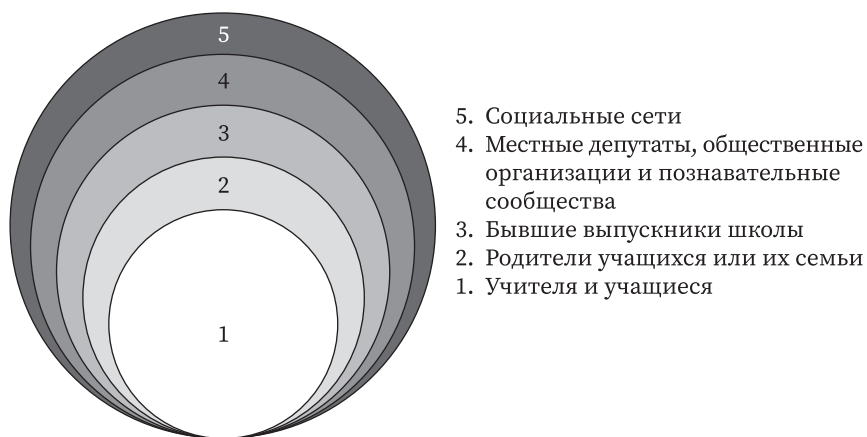 5
4
3
2
1
5. Социальные сети
4. Местные депутаты, общественные
организации и познавательные
сообщества
3. Бывшие выпускники школы
2. Родители учащихся или их семьи
1. Учителя и учащиеся